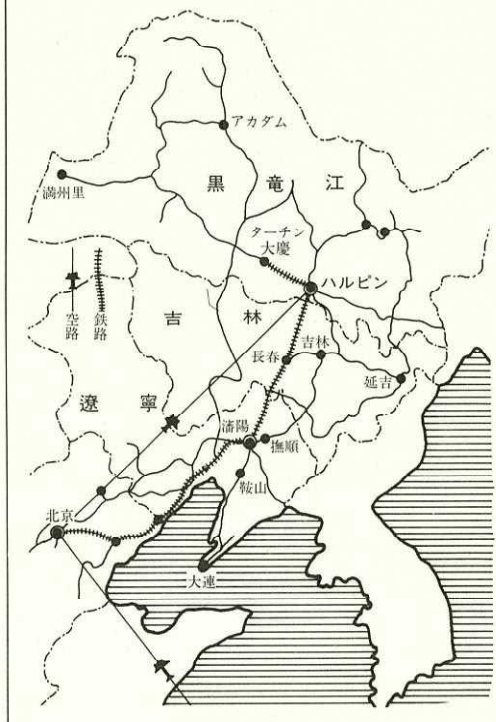 アカダム
黒竜江
満州里
ターチン
大慶
ハルピン
空路
鉄路
吉林
長春
吉林
延吉
遼寧
瀋陽
撫順
鞍山
北京
大連